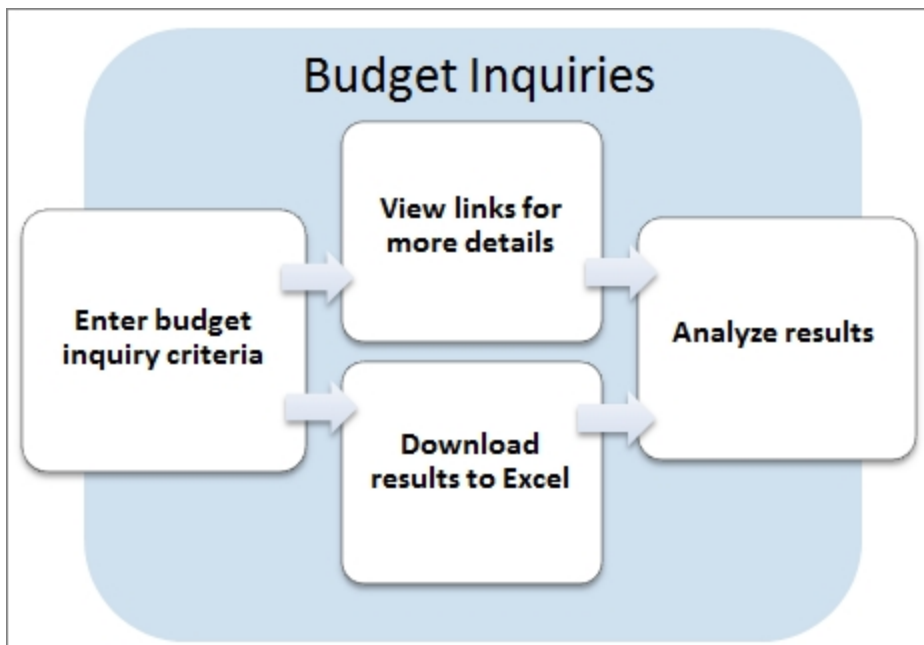 Budget Inquiries
Enter budget
inquiry criteria
View links for
more details
Download
results to Excel
Analyze results